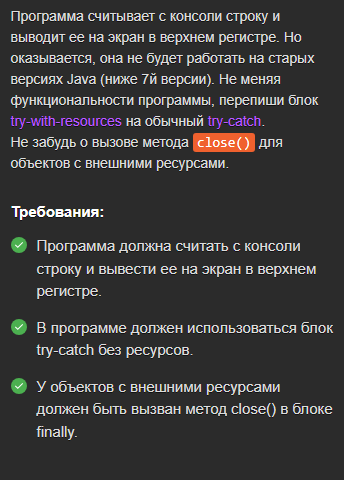 Программа считывает с консоли строку и
выводит ее на экран в верхнем регистре. Но
оказывается, она не будет работать на старых
версиях Java (ниже 7й версии). Не меняя
функциональности программы, перепиши блок
try-with-resources на обычный try-catch.
Не забудь о вызове метода close() для
объектов с внешними ресурсами.
Требования:
Программа должна считать с консоли
строку и вывести ее на экран в верхнем
регистре.
В программе должен использоваться блок
try-catch без ресурсов.
У объектов с внешними ресурсами
должен быть вызван метод close() в блоке
finally.